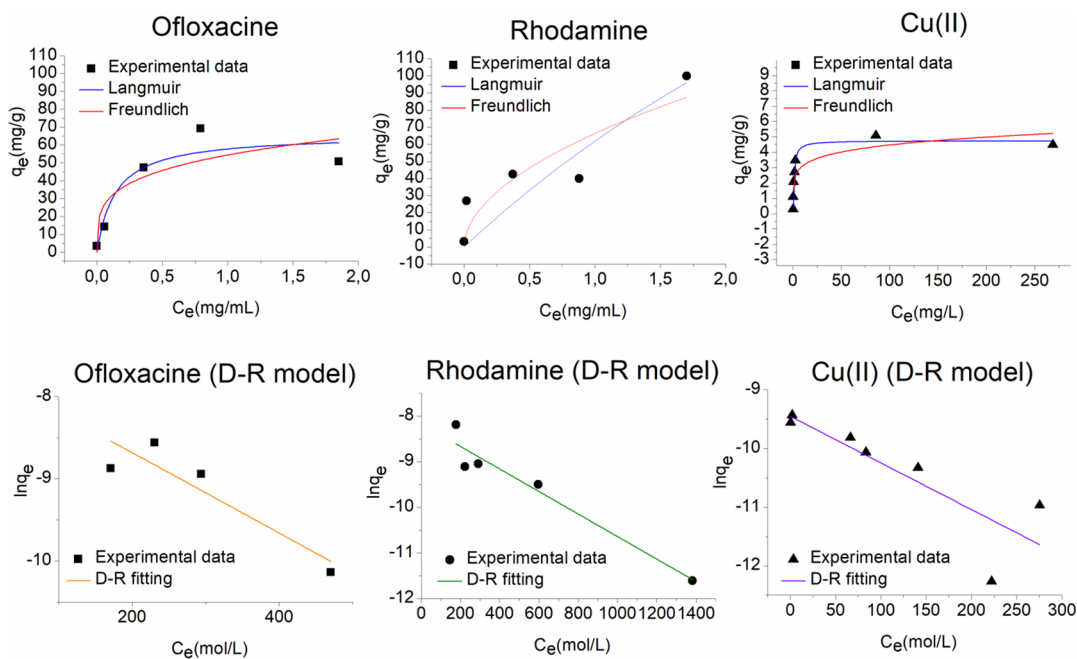 Ofloxacine
110
100
90
80
70
60
50
40
30
20
10
0
qe(mg/g)
Experimental data
Langmuir
Freundlich
0,0
0,5
1,0
1,5
2,0
Ce(mg/mL)
Rhodamine
110
100
90
80
70
60
50
40
30
20
10
0
-10
qe(mg/g)
Experimental data
Langmuir
Freundlich
0,0
0,5
1,0
1,5
2,0
Ce(mg/mL)
Cu(II)
9
8
7
6
5
4
3
2
1
0
-1
-2
-3
qe(mg/g)
Experimental data
Langmuir
Freundlich
0
50
100
150
200
250
Ce(mg/L)
Ofloxacine (D-R model)
-8
-9
-10
lnqe
Experimental data
D-R fitting
200
400
Ce(mol/L)
Rhodamine (D-R model)
-8
-9
-10
-11
-12
lnqe
Experimental data
D-R fitting
0
200
400
600
800
1000
1200
1400
Ce(mol/L)
Cu(II) (D-R model)
-9
-10
-11
-12
lnqe
Experimental data
D-R fitting
0
50
100
150
200
250
300
Ce(mol/L)